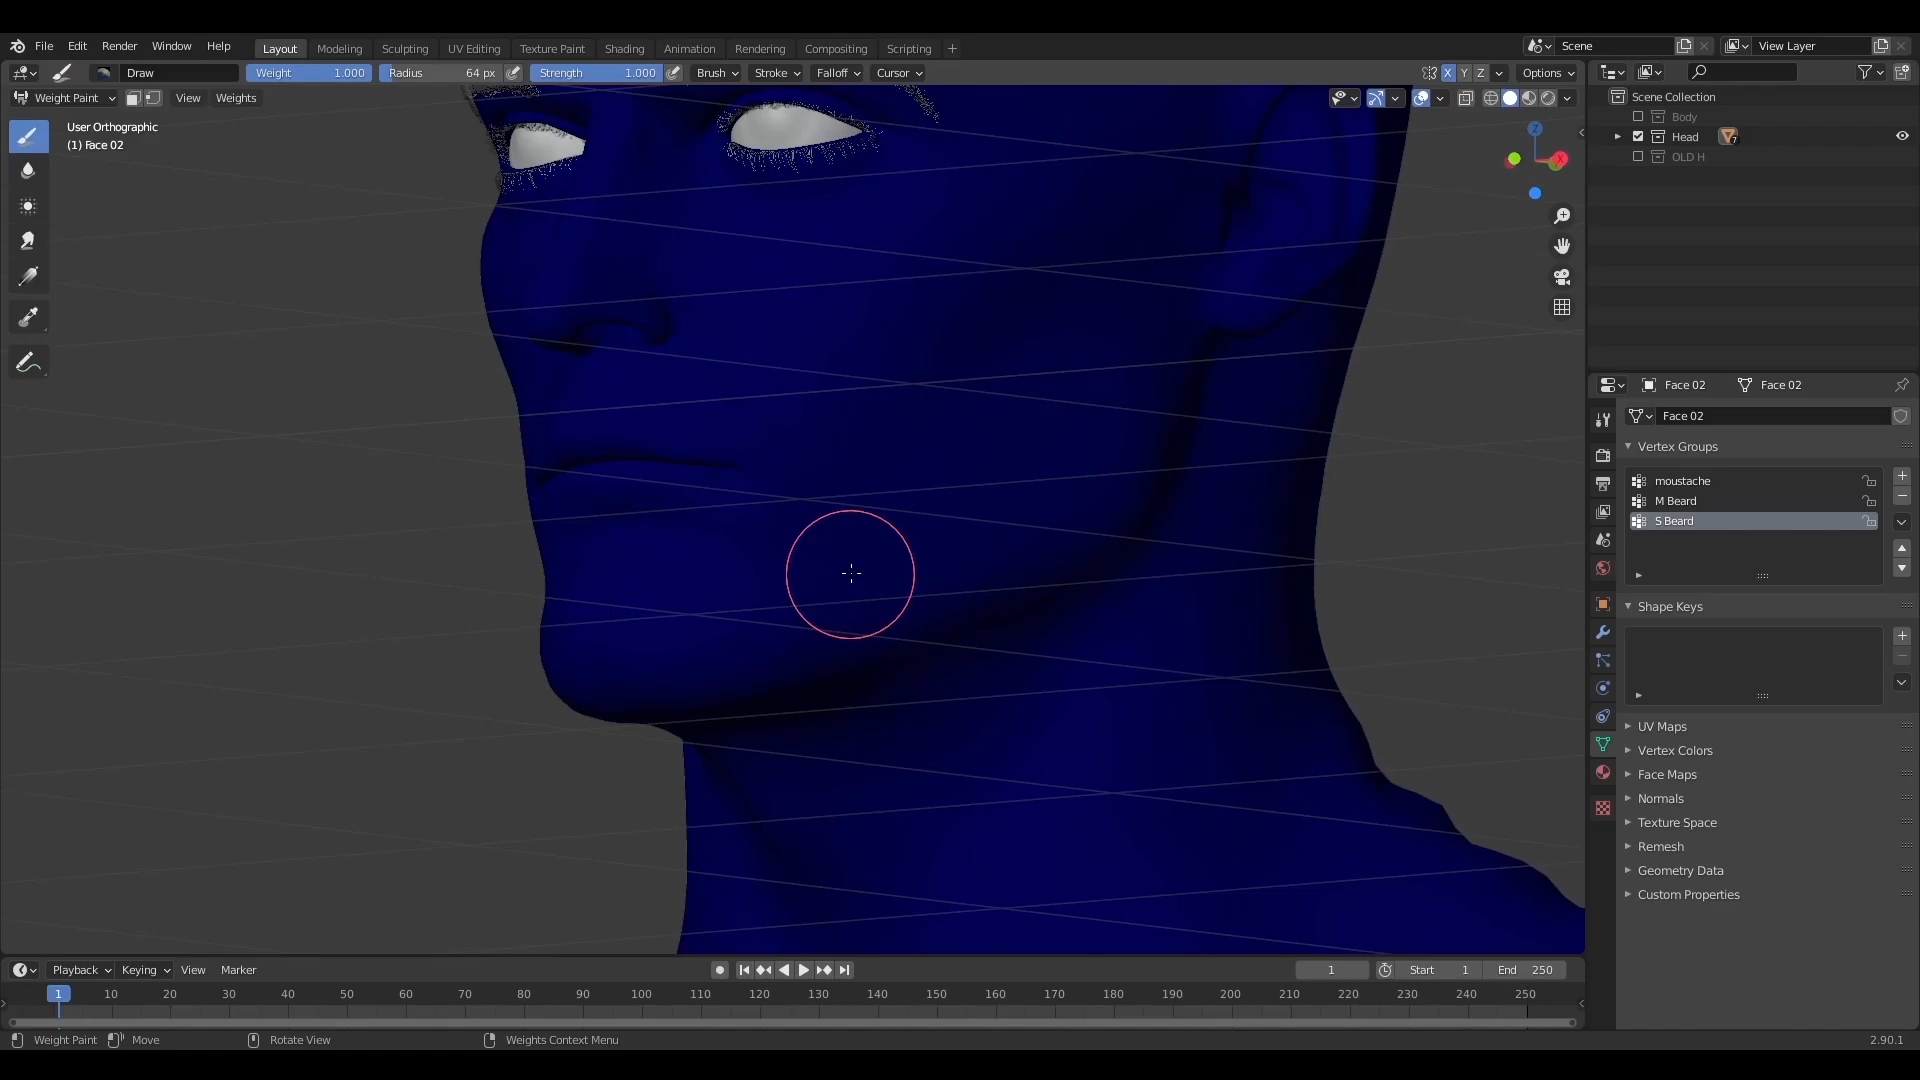 File Edit Render Window Help Layout Modeling Sculpting UV Editing Texture Paint Shading Animation Rendering Compositing Scripting + Scene View Layer
Draw Weight 1.000 Radius 64 px Strength 1.000 Brush Stroke Falloff Cursor X Y Z Options
Weight Paint View Weights
User Orthographic
(1) Face 02
Z
X
Scene Collection
Body
Head 7
OLD H
Face 02 Face 02
Face 02
Vertex Groups
moustache
M Beard
S Beard
Shape Keys
UV Maps
Vertex Colors
Face Maps
Normals
Texture Space
Remesh
Geometry Data
Custom Properties
Playback Keying View Marker 1 Start 1 End 250
1 10 20 30 40 50 60 70 80 90 100 110 120 130 140 150 160 170 180 190 200 210 220 230 240 250
Weight Paint Move Rotate View Weights Context Menu 2.90.1